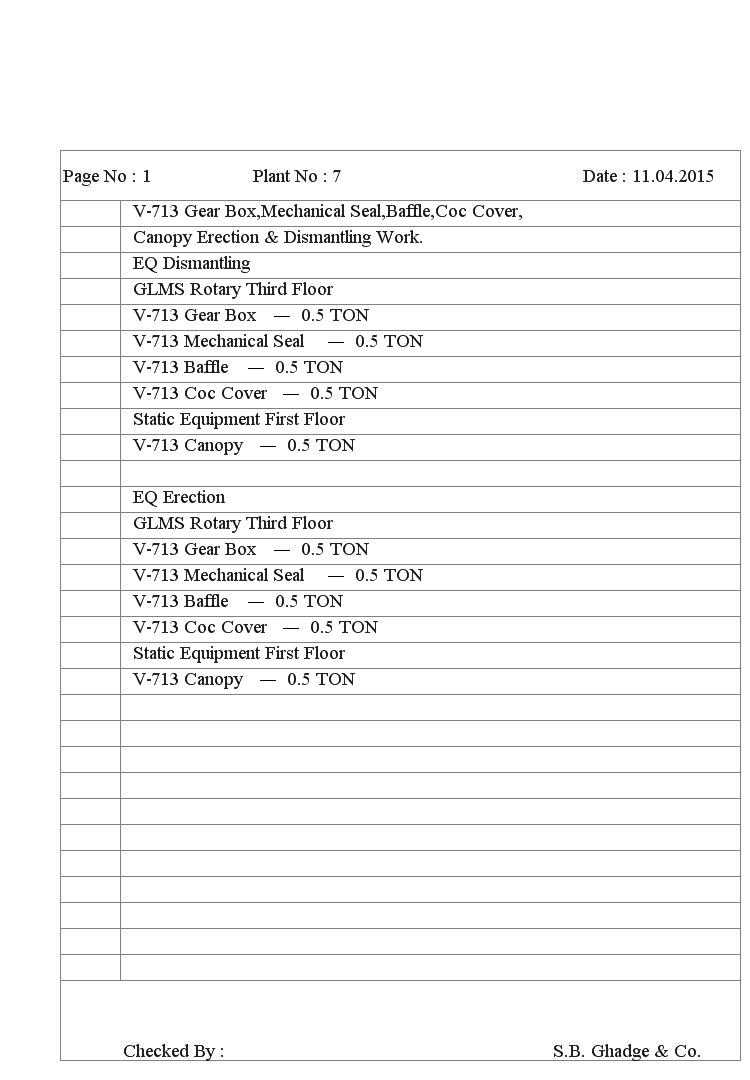 Page No : 1 Plant No : 7 Date : 11.04.2015
V-713 Gear Box,Mechanical Seal,Baffle,Coc Cover,
Canopy Erection & Dismantling Work.
EQ Dismantling
GLMS Rotary Third Floor
V-713 Gear Box — 0.5 TON
V-713 Mechanical Seal — 0.5 TON
V-713 Baffle — 0.5 TON
V-713 Coc Cover — 0.5 TON
Static Equipment First Floor
V-713 Canopy — 0.5 TON
EQ Erection
GLMS Rotary Third Floor
V-713 Gear Box — 0.5 TON
V-713 Mechanical Seal — 0.5 TON
V-713 Baffle — 0.5 TON
V-713 Coc Cover — 0.5 TON
Static Equipment First Floor
V-713 Canopy — 0.5 TON
Checked By : S.B. Ghadge & Co.